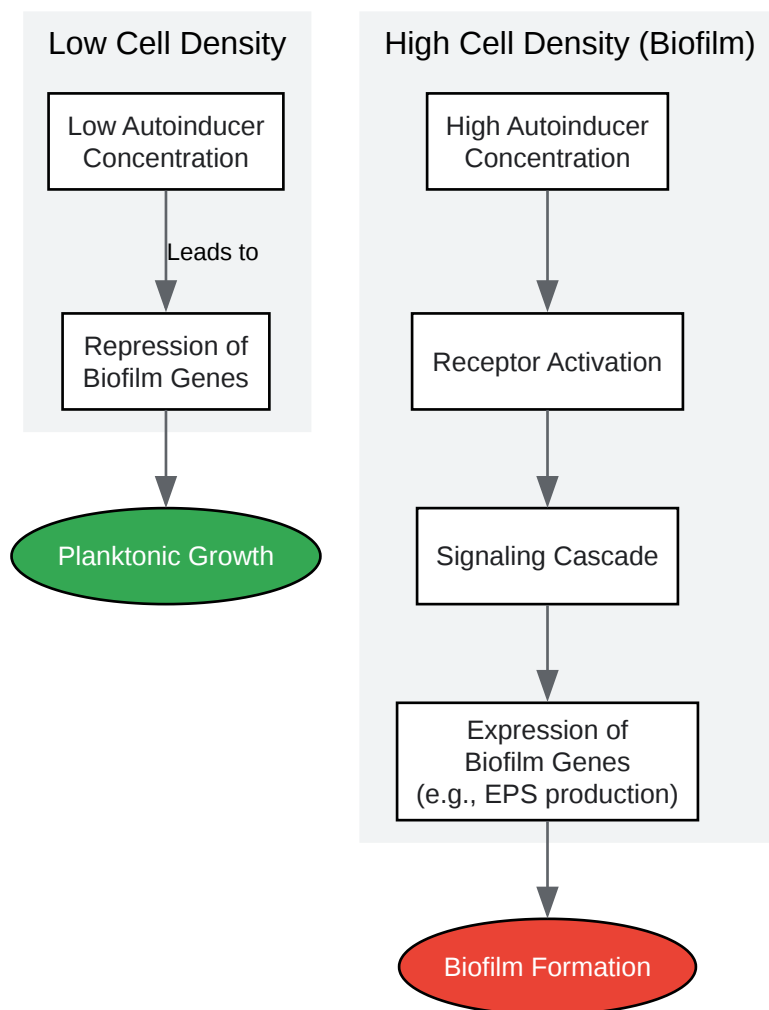 Low Cell Density
Low Autoinducer
Concentration
Leads to
Repression of
Biofilm Genes
Planktonic Growth
High Cell Density (Biofilm)
High Autoinducer
Concentration
Receptor Activation
Signaling Cascade
Expression of
Biofilm Genes
(e.g., EPS production)
Biofilm Formation